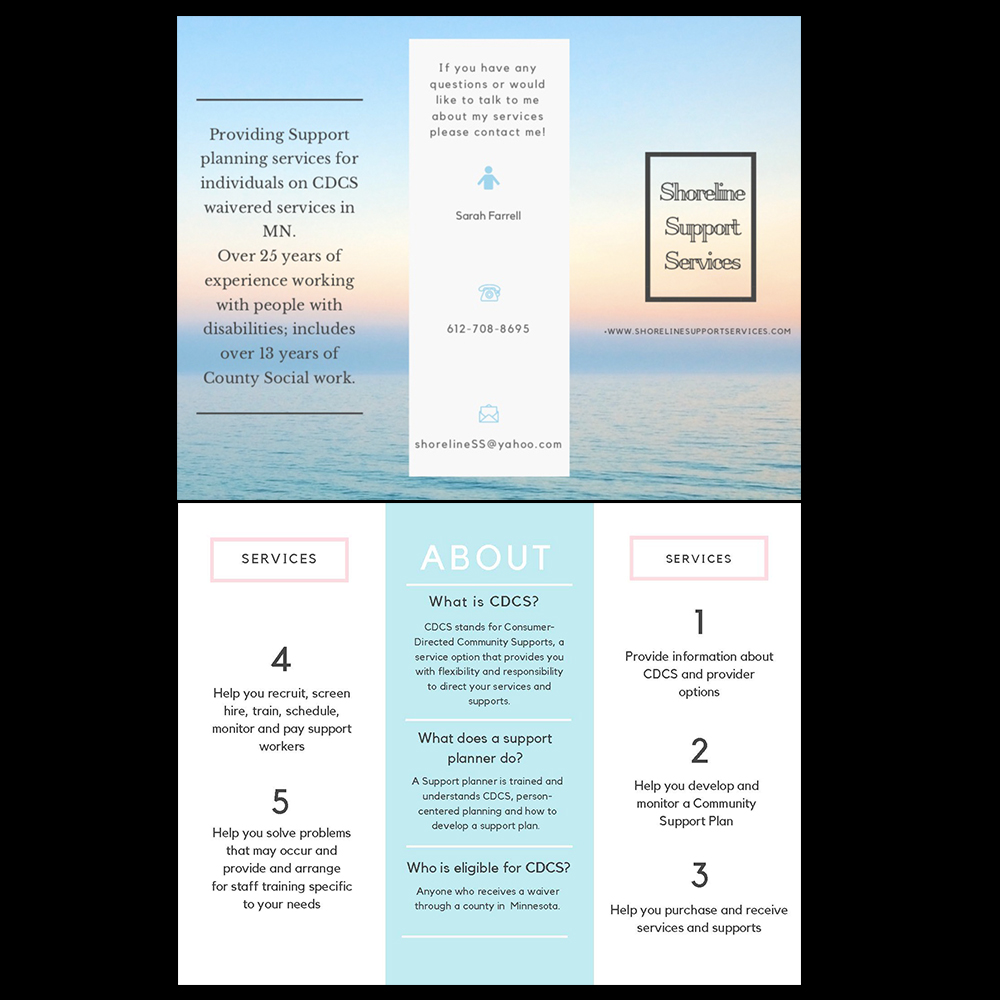 Providing Support
planning services for
individuals on CDCS
waivered services in
MN.
Over 25 years of
experience working
with people with
disabilities; includes
over 13 years of
County Social work.
If you have any
questions or would
like to talk to me
about my services
please contact me!
Sarah Farrell
612-708-8695
shorelineSS@yahoo.com
Shoreline
Support
Services
•WWW.SHORELINESUPPORTSERVICES.COM
SERVICES
4
Help you recruit, screen
hire, train, schedule,
monitor and pay support
workers
5
Help you solve problems
that may occur and
provide and arrange
for staff training specific
to your needs
ABOUT
What is CDCS?
CDCS stands for Consumer-
Directed Community Supports, a
service option that provides you
with flexibility and responsibility
to direct your services and
supports.
What does a support
planner do?
A Support planner is trained and
understands CDCS, person-
centered planning and how to
develop a support plan.
Who is eligible for CDCS?
Anyone who receives a waiver
through a county in Minnesota.
SERVICES
1
Provide information about
CDCS and provider
options
2
Help you develop and
monitor a Community
Support Plan
3
Help you purchase and receive
services and supports